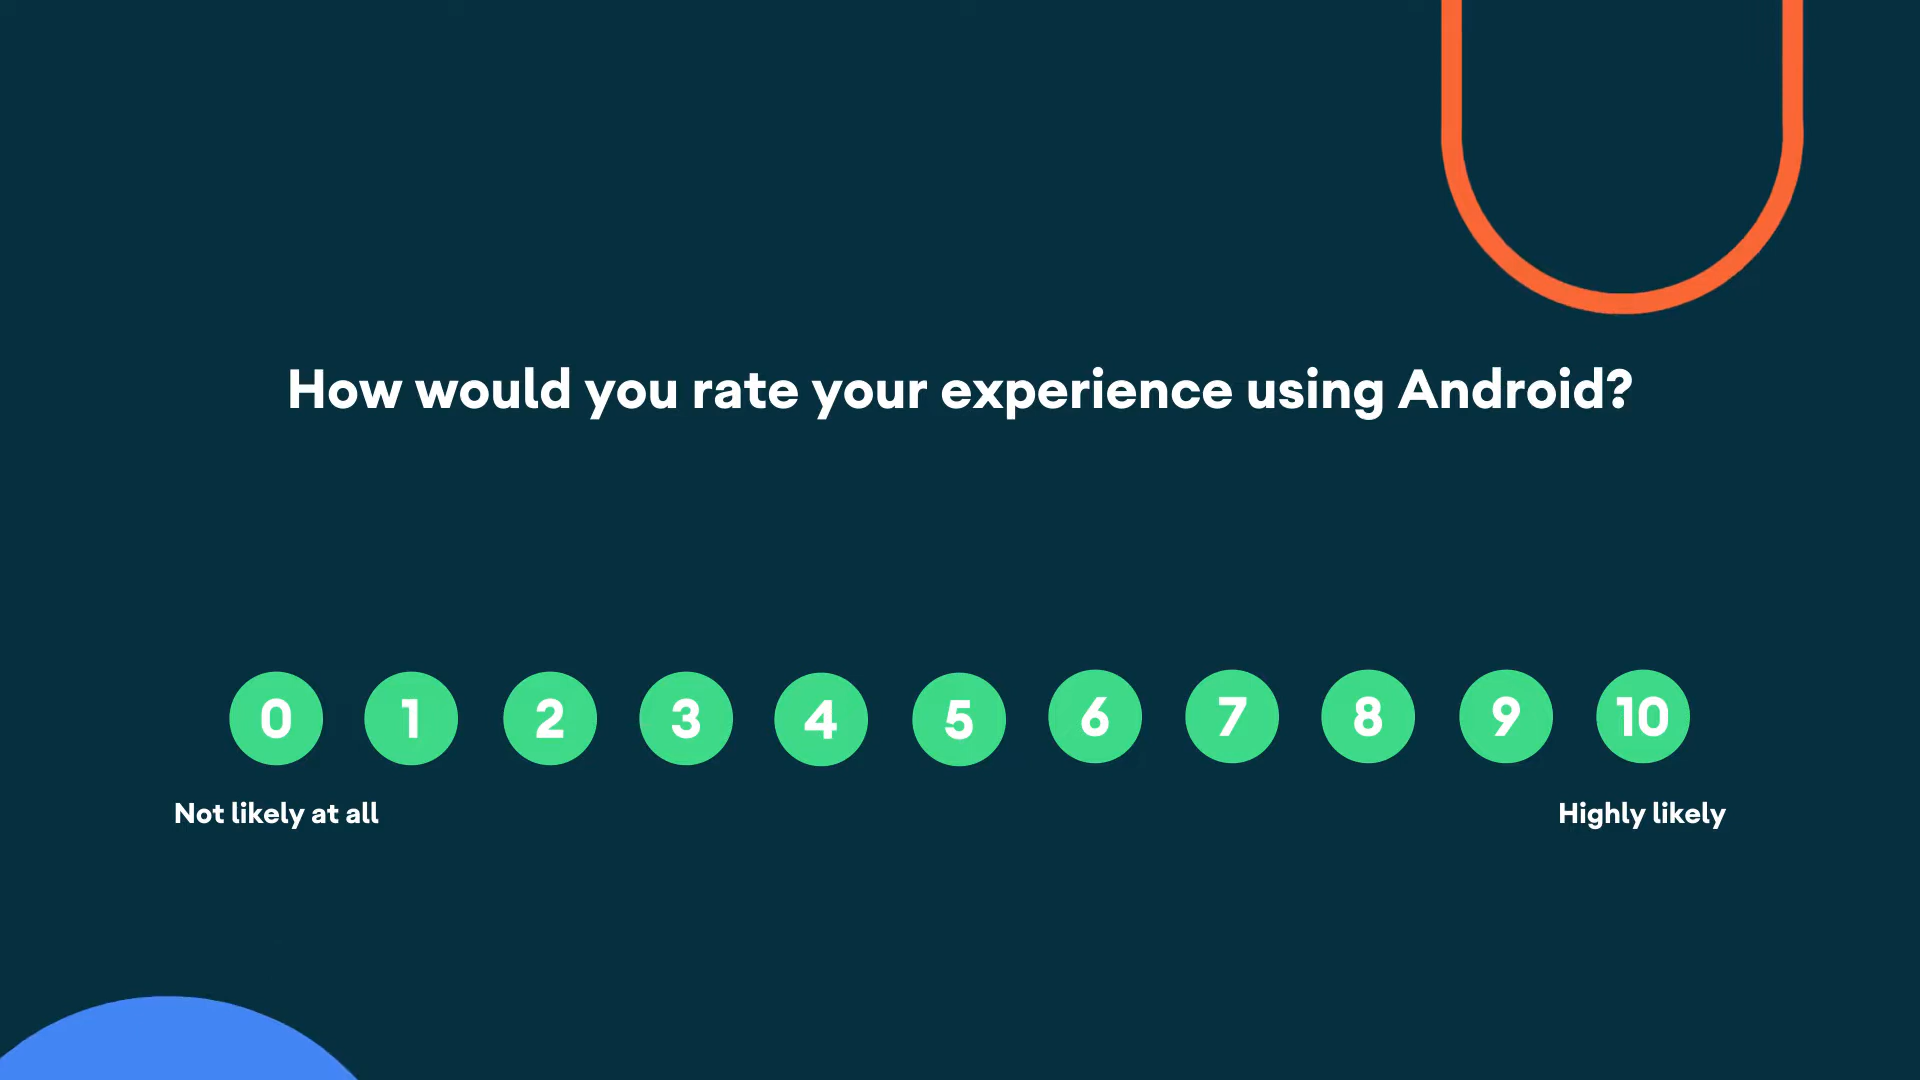 How would you rate your experience using Android?
0 1 2 3 4 5 6 7 8 9 10
Not likely at all Highly likely